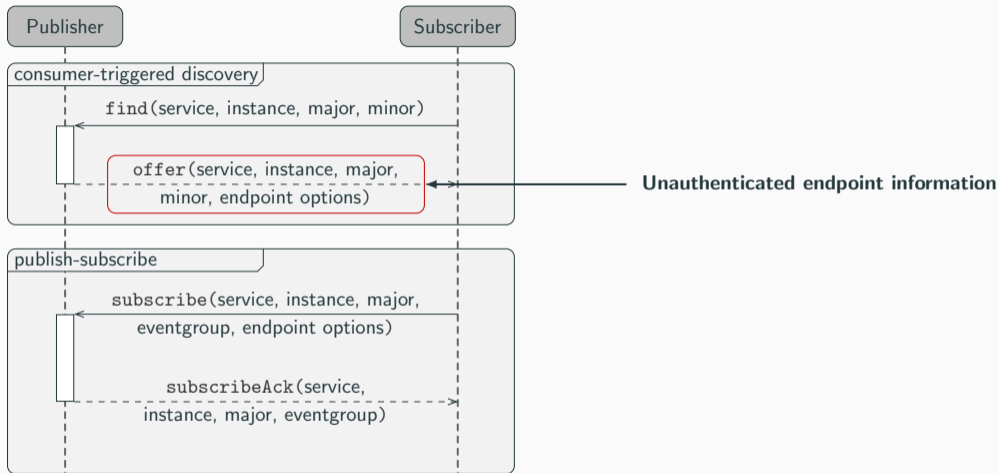 Publisher
Subscriber
consumer-triggered discovery
find(service, instance, major, minor)
offer(service, instance, major,
minor, endpoint options)
Unauthenticated endpoint information
publish-subscribe
subscribe(service, instance, major,
eventgroup, endpoint options)
subscribeAck(service,
instance, major, eventgroup)